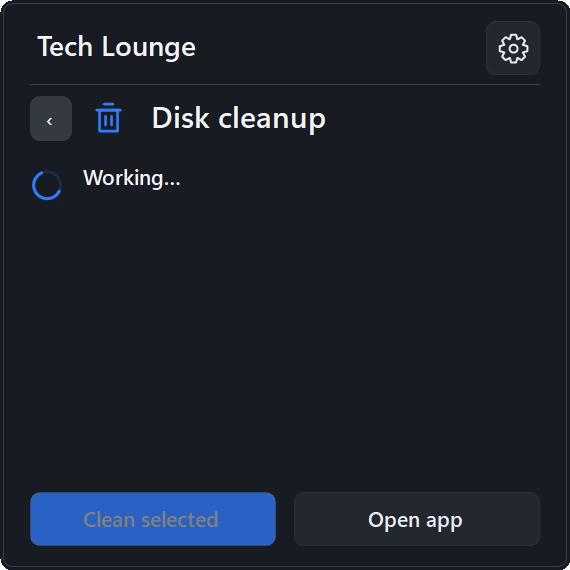 Tech Lounge
‹
Disk cleanup
Working...
Clean selected
Open app